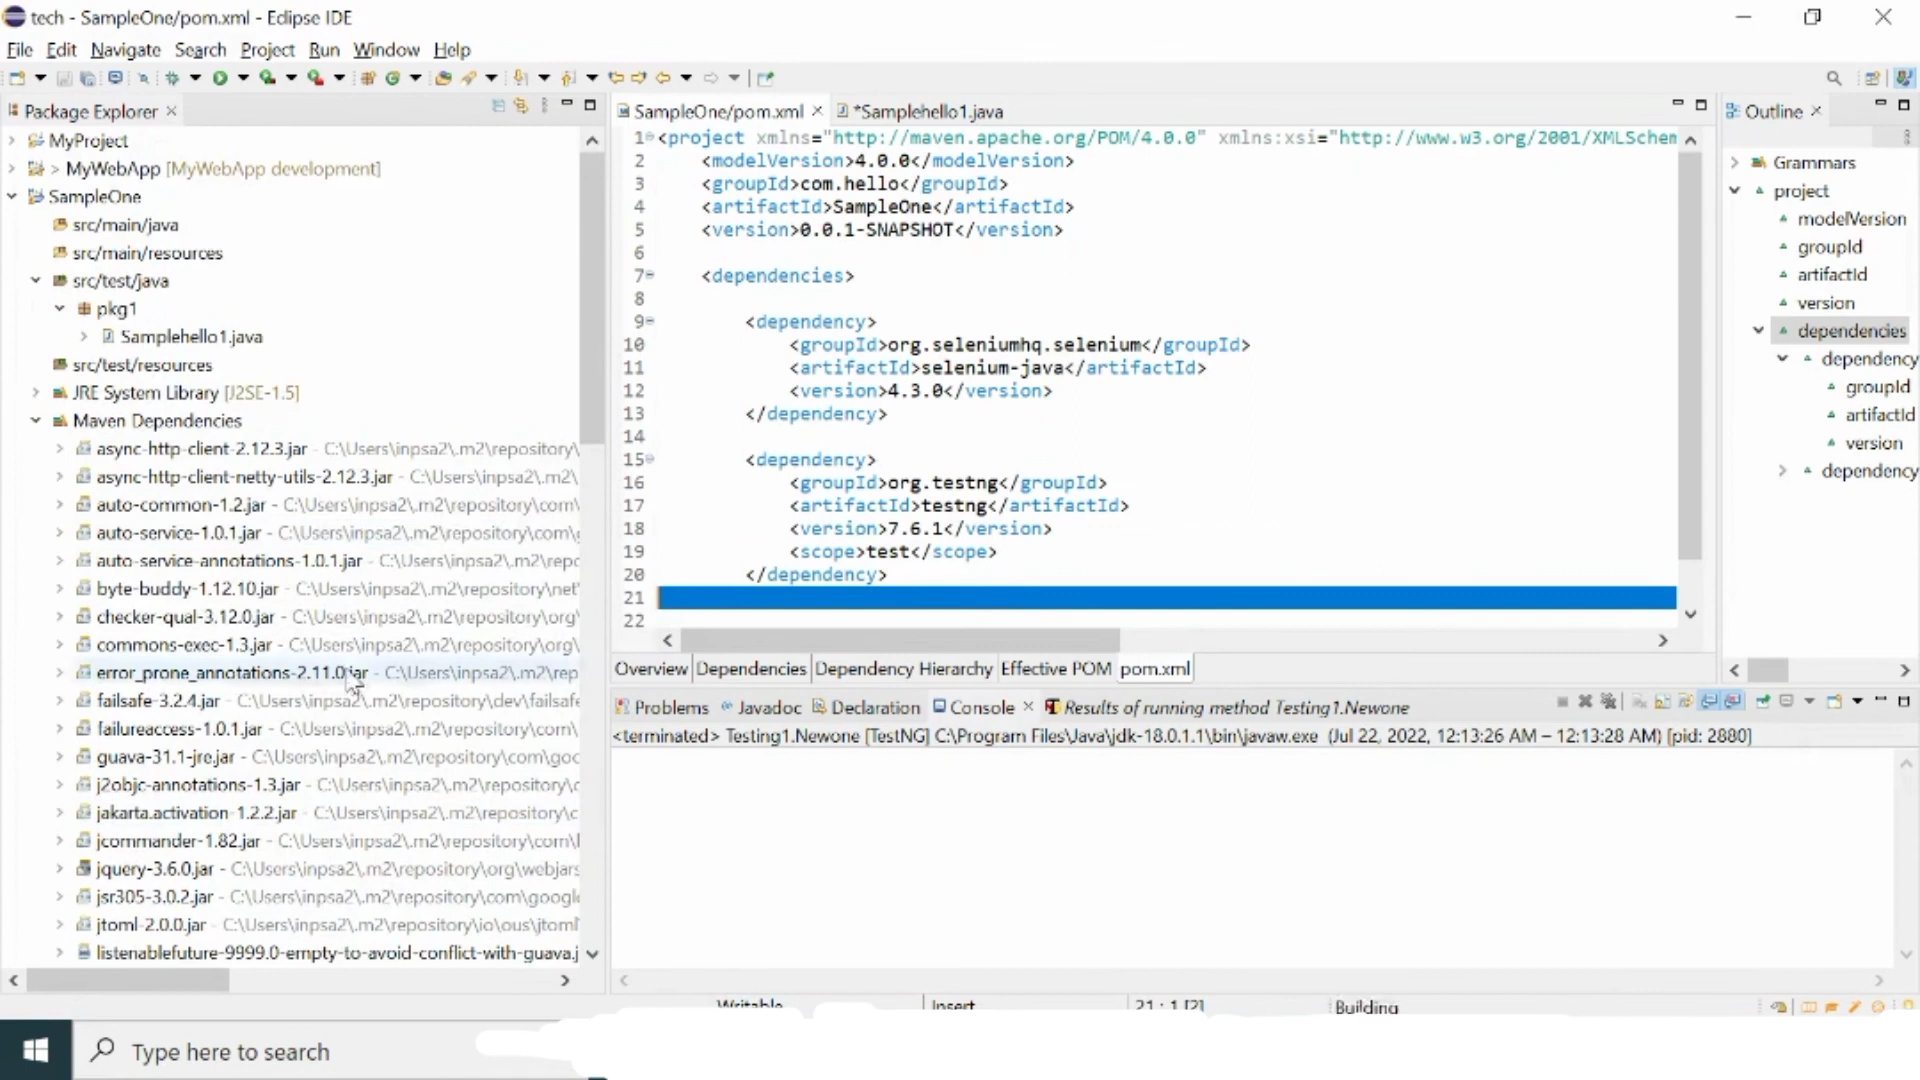 tech - SampleOne/pom.xml - Eclipse IDE
File Edit Navigate Search Project Run Window Help
Package Explorer
MyProject
> MyWebApp [MyWebApp development]
SampleOne
src/main/java
src/main/resources
src/test/java
pkg1
Samplehello1.java
src/test/resources
JRE System Library [J2SE-1.5]
Maven Dependencies
async-http-client-2.12.3.jar - C:\Users\inpsa2\.m2\repository\
async-http-client-netty-utils-2.12.3.jar - C:\Users\inpsa2\.m2\
auto-common-1.2.jar - C:\Users\inpsa2\.m2\repository\com\
auto-service-1.0.1.jar - C:\Users\inpsa2\.m2\repository\com\
auto-service-annotations-1.0.1.jar - C:\Users\inpsa2\.m2\repo
byte-buddy-1.12.10.jar - C:\Users\inpsa2\.m2\repository\net
checker-qual-3.12.0.jar - C:\Users\inpsa2\.m2\repository\org\
commons-exec-1.3.jar - C:\Users\inpsa2\.m2\repository\org\
error_prone_annotations-2.11.0.jar - C:\Users\inpsa2\.m2\rep
failsafe-3.2.4.jar - C:\Users\inpsa2\.m2\repository\dev\failsafe
failureaccess-1.0.1.jar - C:\Users\inpsa2\.m2\repository\com\
guava-31.1-jre.jar - C:\Users\inpsa2\.m2\repository\com\goo
j2objc-annotations-1.3.jar - C:\Users\inpsa2\.m2\repository\
jakarta.activation-1.2.2.jar - C:\Users\inpsa2\.m2\repository\c
jcommander-1.82.jar - C:\Users\inpsa2\.m2\repository\com\
jquery-3.6.0.jar - C:\Users\inpsa2\.m2\repository\org\webjars
jsr305-3.0.2.jar - C:\Users\inpsa2\.m2\repository\com\google
jtoml-2.0.0.jar - C:\Users\inpsa2\.m2\repository\io\ous\jtoml
listenablefuture-9999.0-empty-to-avoid-conflict-with-guava.j
SampleOne/pom.xml *Samplehello1.java
1 <project xmlns="http://maven.apache.org/POM/4.0.0" xmlns:xsi="http://www.w3.org/2001/XMLSchem
2 <modelVersion>4.0.0</modelVersion>
3 <groupId>com.hello</groupId>
4 <artifactId>SampleOne</artifactId>
5 <version>0.0.1-SNAPSHOT</version>
6
7 <dependencies>
8
9 <dependency>
10 <groupId>org.seleniumhq.selenium</groupId>
11 <artifactId>selenium-java</artifactId>
12 <version>4.3.0</version>
13 </dependency>
14
15 <dependency>
16 <groupId>org.testng</groupId>
17 <artifactId>testng</artifactId>
18 <version>7.6.1</version>
19 <scope>test</scope>
20 </dependency>
21
22
Overview Dependencies Dependency Hierarchy Effective POM pom.xml
Outline
Grammars
project
modelVersion
groupId
artifactId
version
dependencies
dependency
groupId
artifactId
version
dependency
Problems Javadoc Declaration Console Results of running method Testing1.Newone
<terminated> Testing1.Newone [TestNG] C:\Program Files\Java\jdk-18.0.1.1\bin\javaw.exe (Jul 22, 2022, 12:13:26 AM – 12:13:28 AM) [pid: 2880]
Writable Insert 21 : 1 [2] Building
Type here to search